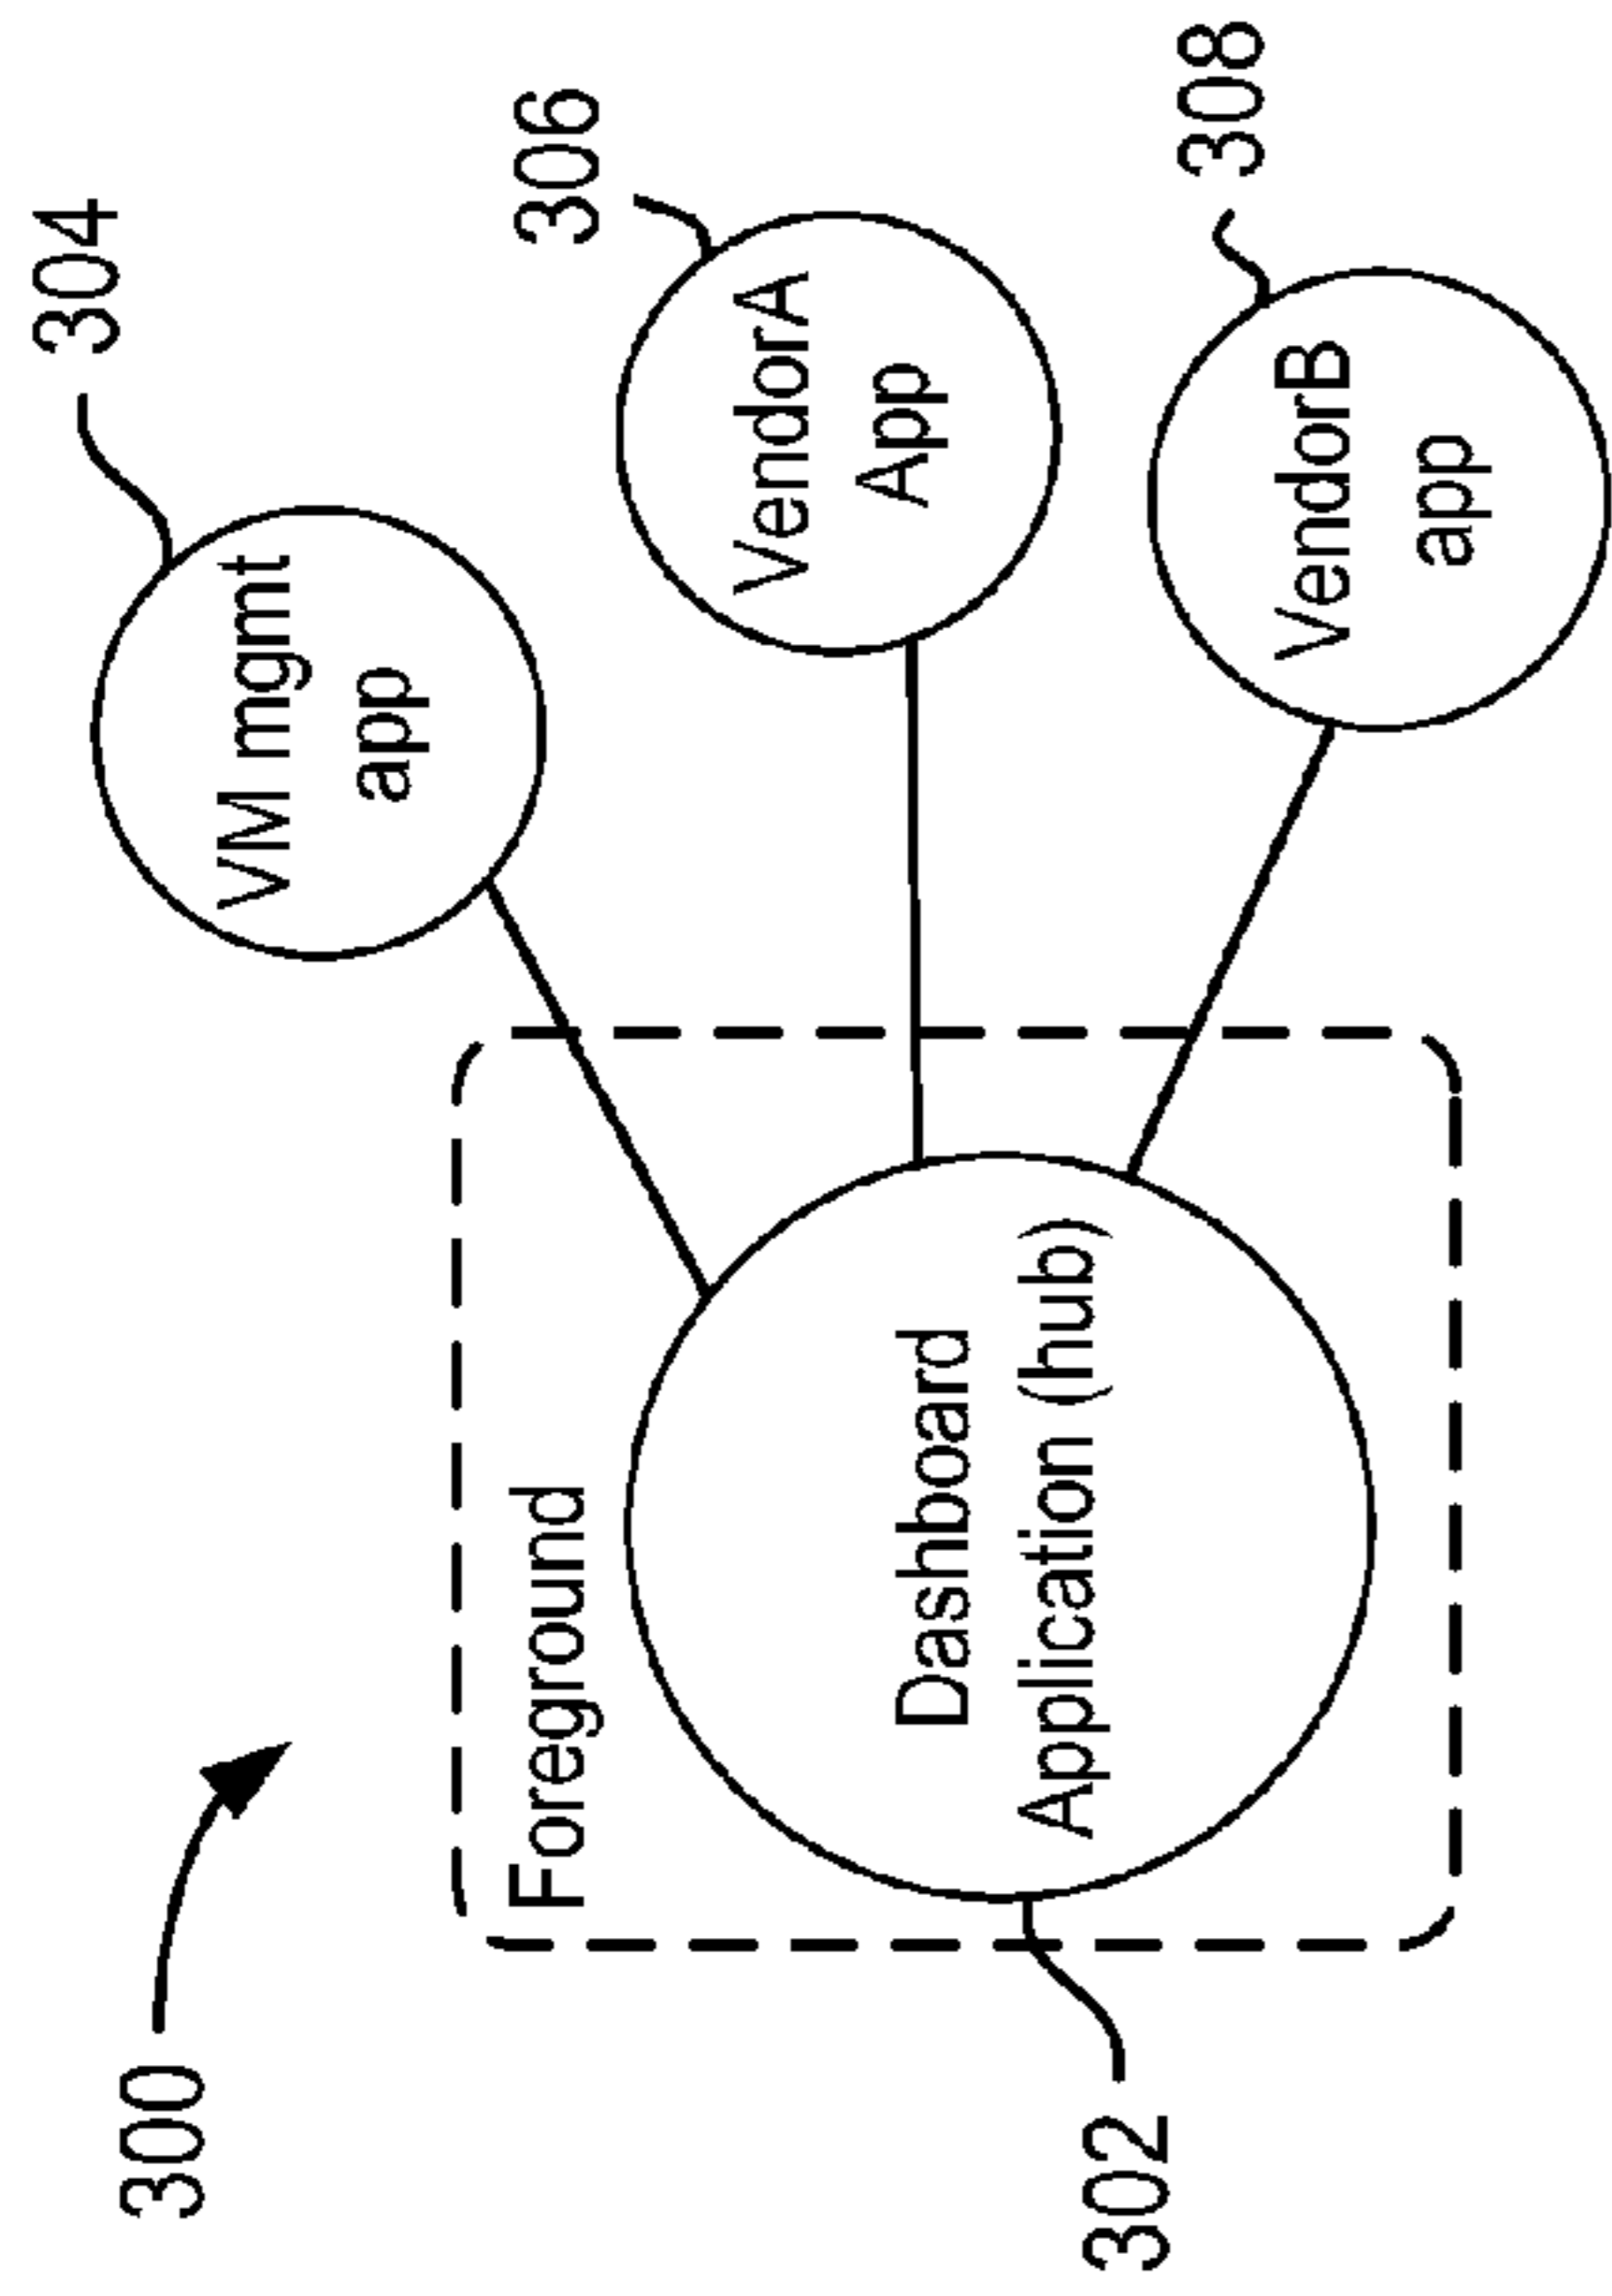 300
304
VM mgmt
app
306
Foreground
VendorA
App
Dashboard
Application (hub)
302
308
VendorB
app